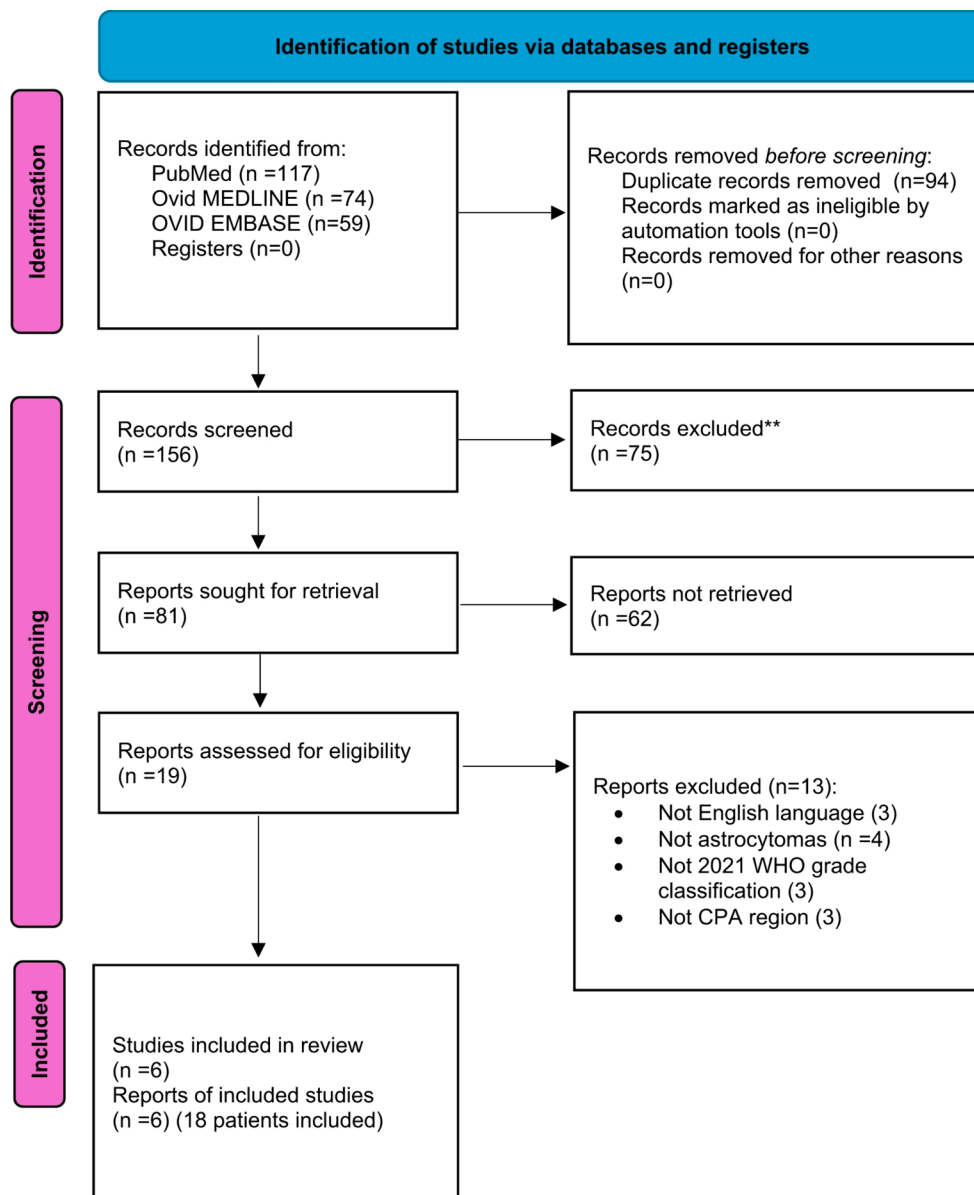 Identification of studies via databases and registers
Identification
Records identified from:
PubMed (n =117)
Ovid MEDLINE (n =74)
OVID EMBASE (n=59)
Registers (n=0)
Records removed before screening:
Duplicate records removed (n=94)
Records marked as ineligible by
automation tools (n=0)
Records removed for other reasons
(n=0)
Screening
Records screened
(n =156)
Records excluded**
(n =75)
Reports sought for retrieval
(n =81)
Reports not retrieved
(n =62)
Reports assessed for eligibility
(n =19)
Reports excluded (n=13):
• Not English language (3)
• Not astrocytomas (n =4)
• Not 2021 WHO grade
classification (3)
• Not CPA region (3)
Included
Studies included in review
(n =6)
Reports of included studies
(n =6) (18 patients included)